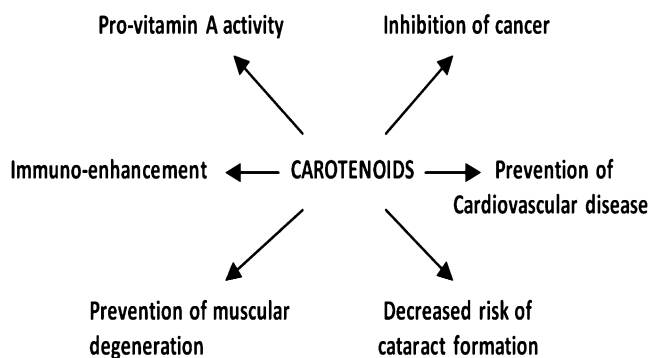 Pro-vitamin A activity
Inhibition of cancer
Immuno-enhancement
CAROTENOIDS
Prevention of
Cardiovascular disease
Prevention of muscular
degeneration
Decreased risk of
cataract formation